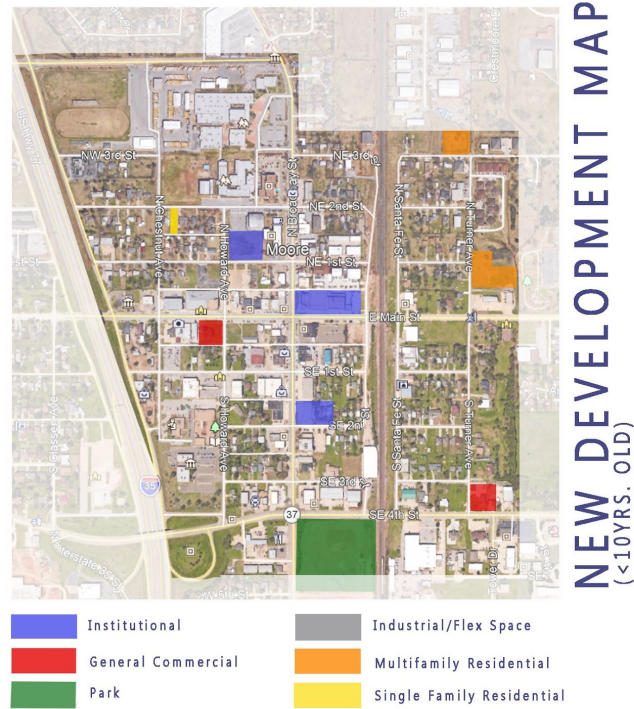 NEW DEVELOPMENT MAP
(<10YRS. OLD)
NW 3rd St
NE 3rd
N Broadway St
NE 2nd St
N Chestnut Ave
N Howard Ave
N Santa Fe St
N Turner Ave
Moore
NE 1st St
E Main St
SE 1st St
SE 2nd
S Howard Ave
S Santa Fe St
S Turner Ave
SE 3rd
35
37
SE 4th St
Tower Dr
Institutional
General Commercial
Park
Industrial/Flex Space
Multifamily Residential
Single Family Residential